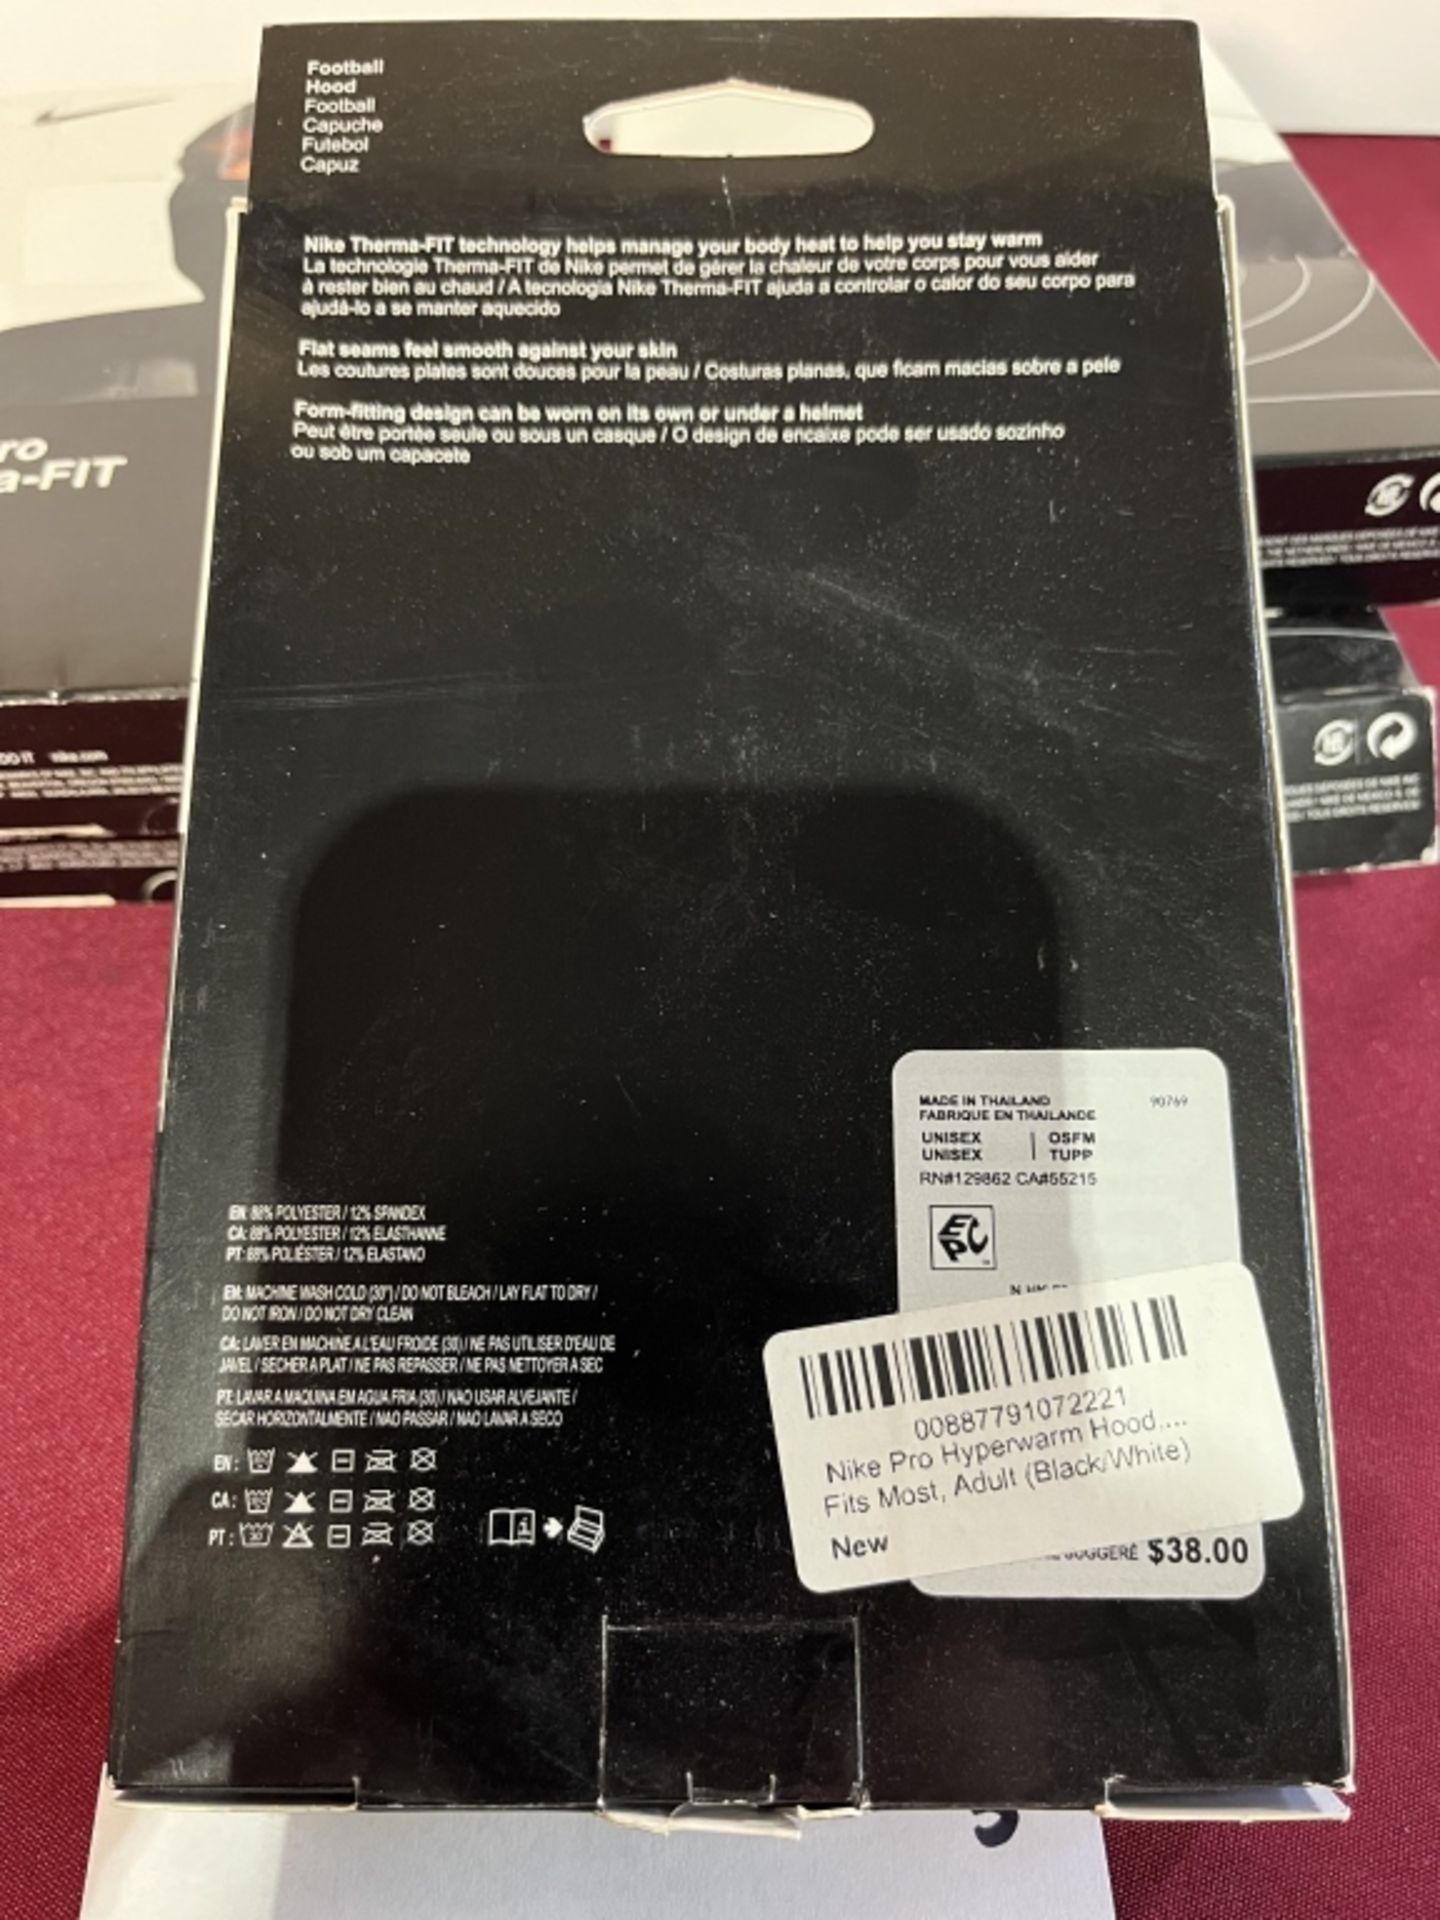 Football
Hood
Football
Capuche
Futebol
Capuz
Nike Therma-FIT technology helps manage your body heat to help you stay warm
La technologie Therma-FIT de Nike permet de gérer la chaleur de votre corps pour vous aider
à rester bien au chaud / A tecnologia Nike Therma-FIT ajuda a controlar o calor do seu corpo para
ajudá-lo a se manter aquecido
Flat seams feel smooth against your skin
Les coutures plates sont douces pour la peau / Costuras planas, que ficam macias sobre a pele
Form-fitting design can be worn on its own or under a helmet
Peut être portée seule ou sous un casque / O design de encaixe pode ser usado sozinho
ou sob um capacete
ro
a-FIT
DO IT nike.com
MADE IN THAILAND 90769
FABRIQUE EN THAILANDE
UNISEX | OSFM
UNISEX | TUPP
RN#129862 CA#55215
EPC
EN: 88% POLYESTER / 12% SPANDEX
CA: 88% POLYESTER / 12% ELASTHANNE
PT: 88% POLIÉSTER / 12% ELASTANO
EN: MACHINE WASH COLD (30°) / DO NOT BLEACH / LAY FLAT TO DRY /
DO NOT IRON / DO NOT DRY CLEAN
CA: LAVER EN MACHINE A L'EAU FROIDE (30) / NE PAS UTILISER D'EAU DE
JAVEL / SECHER A PLAT / NE PAS REPASSER / NE PAS NETTOYER A SEC
PT: LAVAR A MAQUINA EM AGUA FRIA (30) / NAO USAR ALVEJANTE /
SECAR HORIZONTALMENTE / NAO PASSAR / NAO LAVAR A SECO
EN:
CA:
PT: 30
00887791072221
Nike Pro Hyperwarm Hood,...
Fits Most, Adult (Black/White)
New
SUGGERÉ $38.00
5